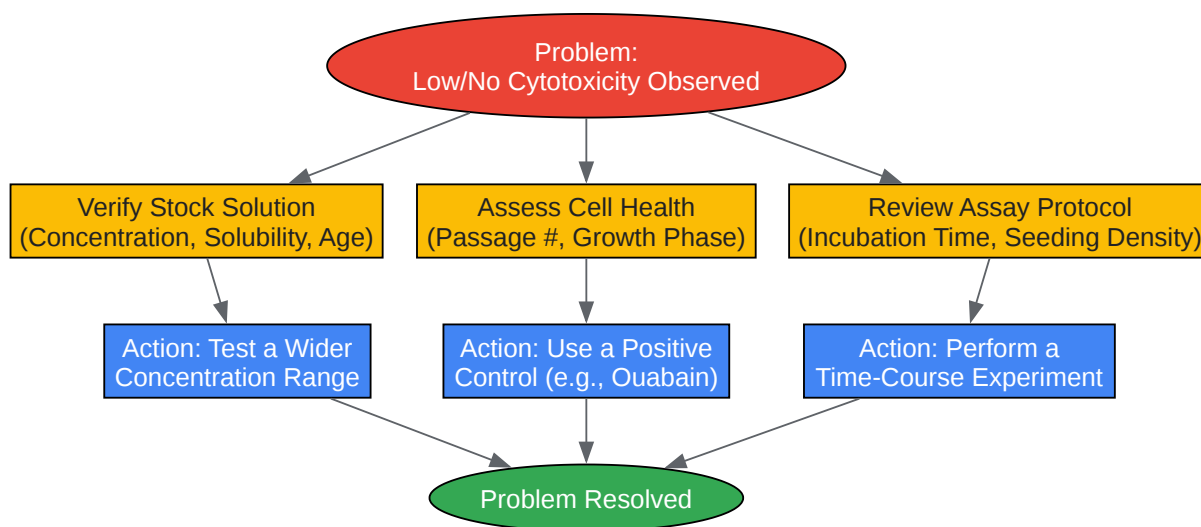 Problem:
Low/No Cytotoxicity Observed
Verify Stock Solution
(Concentration, Solubility, Age)
Assess Cell Health
(Passage #, Growth Phase)
Review Assay Protocol
(Incubation Time, Seeding Density)
Action: Test a Wider
Concentration Range
Action: Use a Positive
Control (e.g., Ouabain)
Action: Perform a
Time-Course Experiment
Problem Resolved